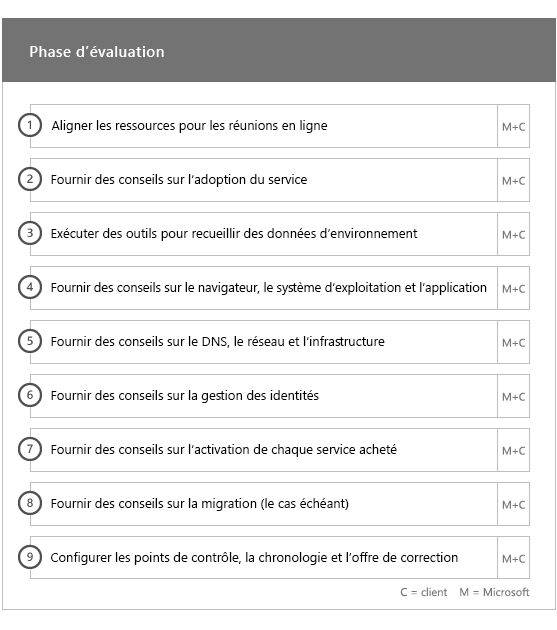 Phase d'évaluation
1 Aligner les ressources pour les réunions en ligne M+C
2 Fournir des conseils sur l'adoption du service M+C
3 Exécuter des outils pour recueillir des données d'environnement M+C
4 Fournir des conseils sur le navigateur, le système d'exploitation et l'application M+C
5 Fournir des conseils sur le DNS, le réseau et l'infrastructure M+C
6 Fournir des conseils sur la gestion des identités M+C
7 Fournir des conseils sur l'activation de chaque service acheté M+C
8 Fournir des conseils sur la migration (le cas échéant) M+C
9 Configurer les points de contrôle, la chronologie et l'offre de correction M+C
C = client M = Microsoft